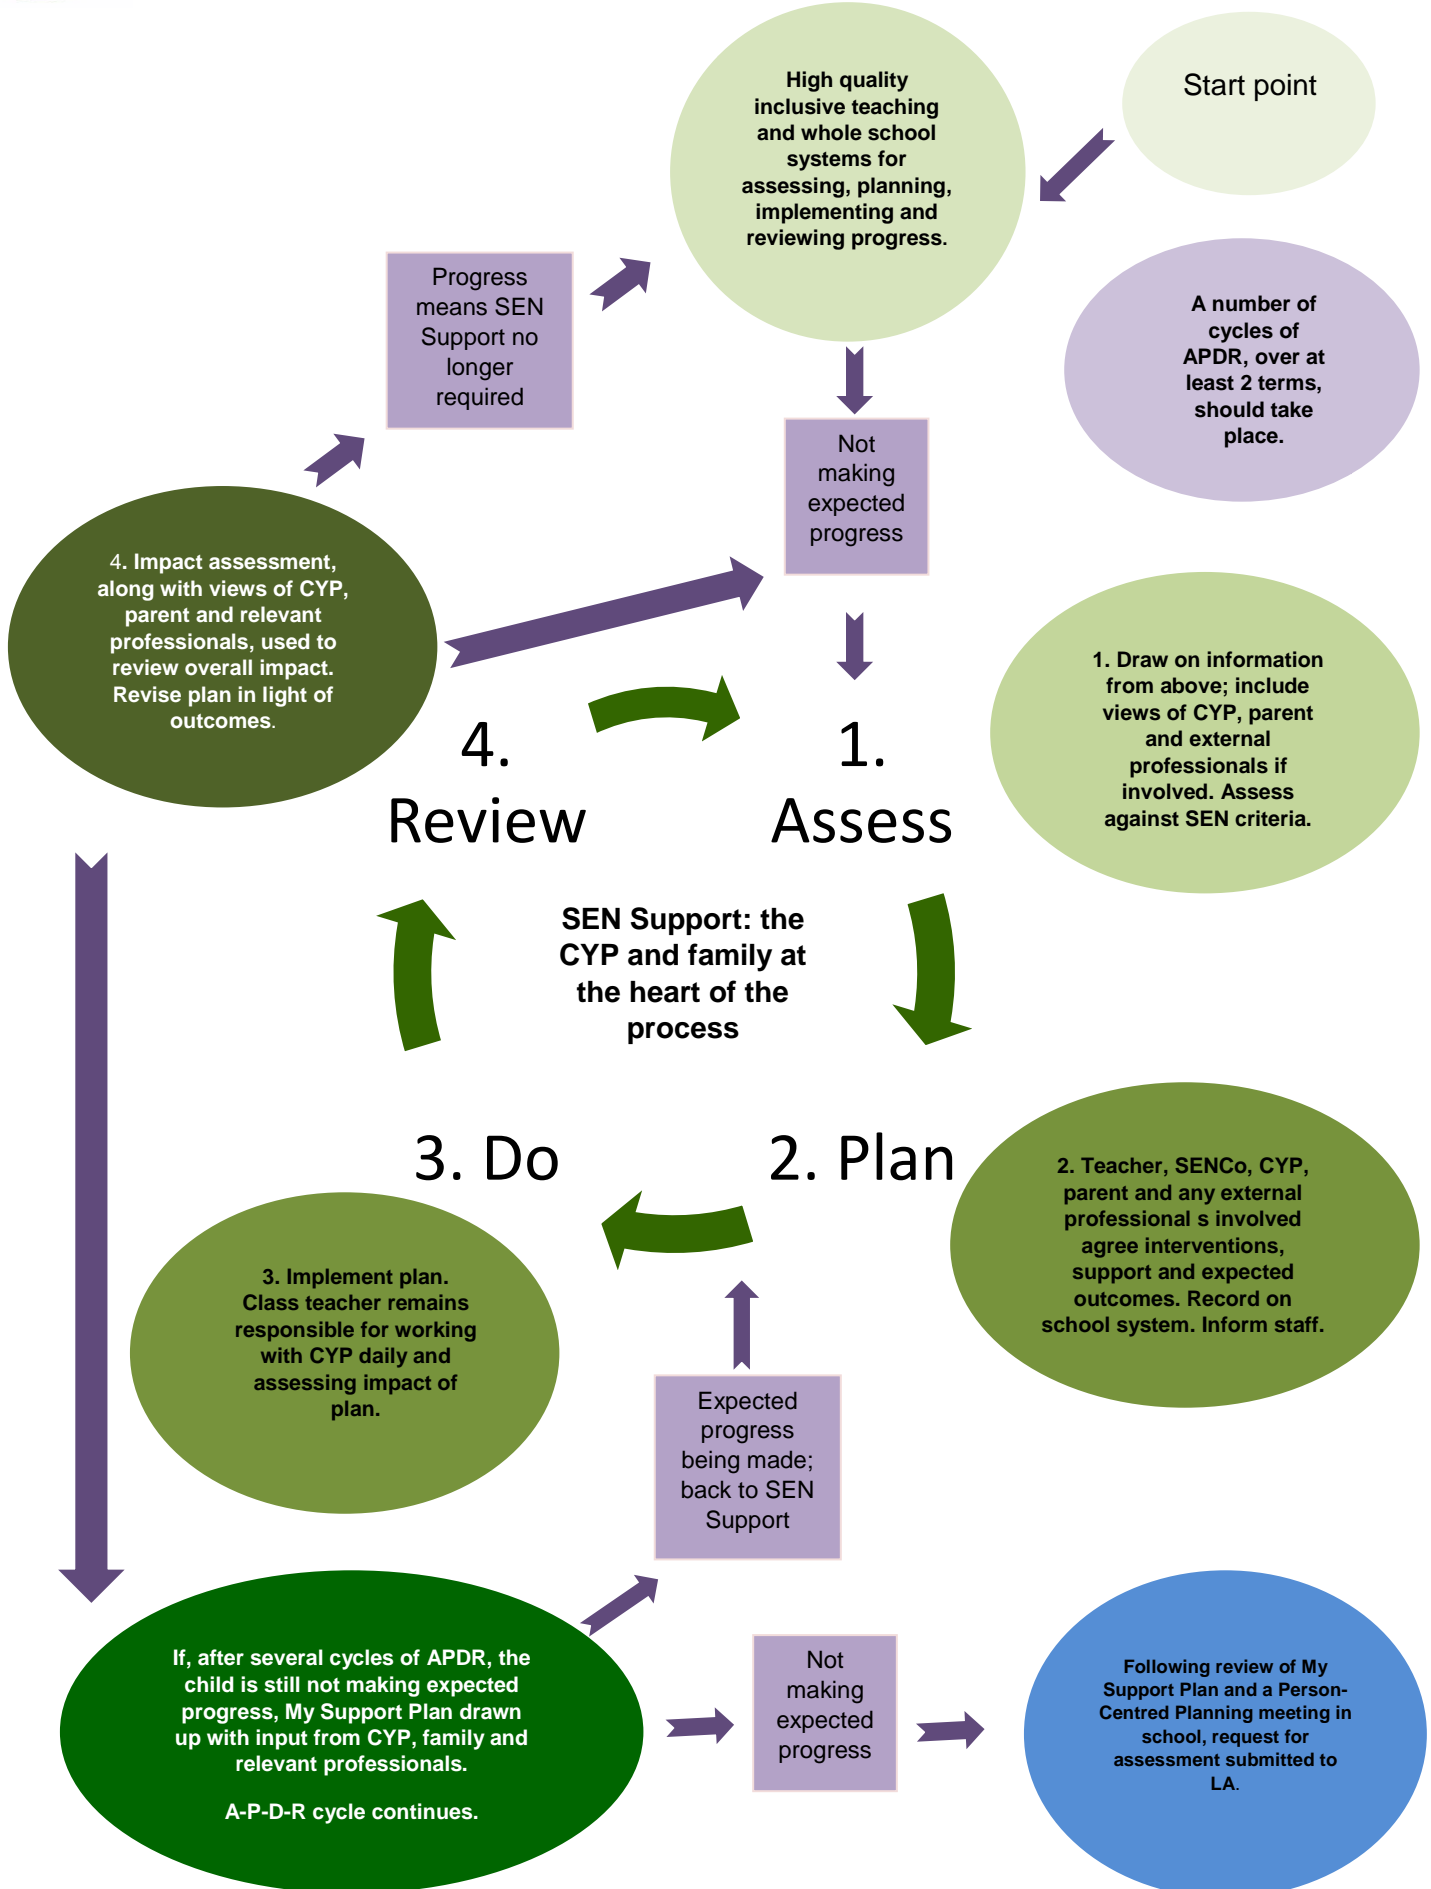 Start point
High quality
inclusive teaching
and whole school
systems for
assessing, planning,
implementing and
reviewing progress.
Progress
means SEN
Support no
longer
required
A number of
cycles of
APDR, over at
least 2 terms,
should take
place.
Not
making
expected
progress
4. Impact assessment,
along with views of CYP,
parent and relevant
professionals, used to
review overall impact.
Revise plan in light of
outcomes.
1. Draw on information
from above; include
views of CYP, parent
and external
professionals if
involved. Assess
against SEN criteria.
4.
Review
1.
Assess
SEN Support: the
CYP and family at
the heart of the
process
3. Do
2. Plan
2. Teacher, SENCo, CYP,
parent and any external
professional s involved
agree interventions,
support and expected
outcomes. Record on
school system. Inform staff.
3. Implement plan.
Class teacher remains
responsible for working
with CYP daily and
assessing impact of
plan.
Expected
progress
being made;
back to SEN
Support
If, after several cycles of APDR, the
child is still not making expected
progress, My Support Plan drawn
up with input from CYP, family and
relevant professionals.
A-P-D-R cycle continues.
Not
making
expected
progress
Following review of My
Support Plan and a Person-
Centred Planning meeting in
school, request for
assessment submitted to
LA.